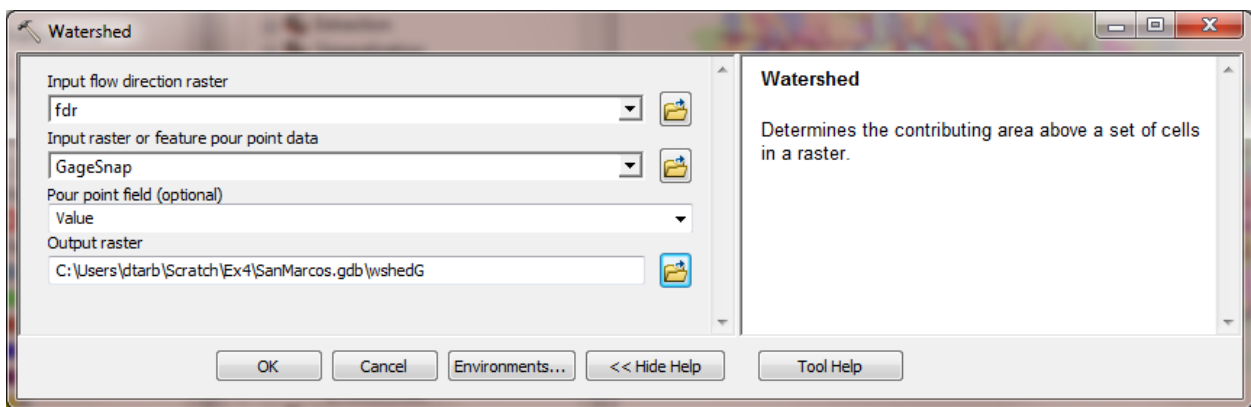 Watershed
Input flow direction raster
fdr
Input raster or feature pour point data
GageSnap
Pour point field (optional)
Value
Output raster
C:\Users\dtarb\Scratch\Ex4\SanMarcos.gdb\wshedG
Watershed
Determines the contributing area above a set of cells
in a raster.
OK
Cancel
Environments...
<< Hide Help
Tool Help